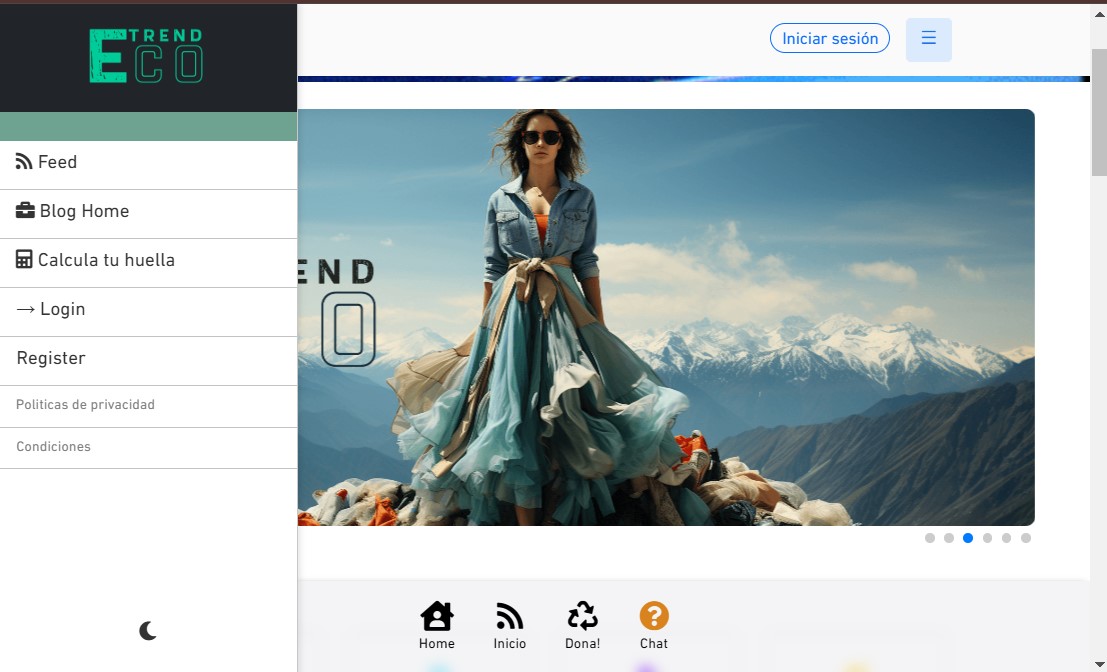 TREND
ECO
Iniciar sesión
Feed
Blog Home
Calcula tu huella
→ Login
Register
Politicas de privacidad
Condiciones
END
O
Home
Inicio
Dona!
?
Chat